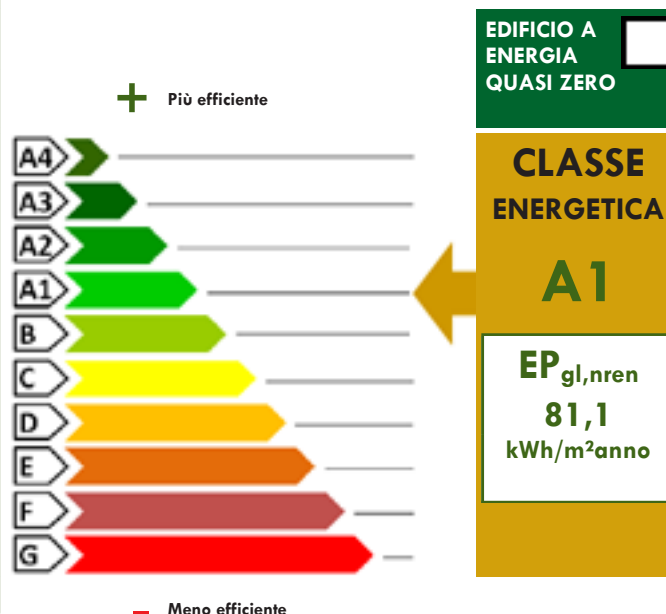 EDIFICIO A
ENERGIA
QUASI ZERO
+ Più efficiente
A4
A3
A2
A1
B
C
D
E
F
G
- Meno efficiente
CLASSE
ENERGETICA
A1
EPgl,nren
81,1
kWh/m²anno